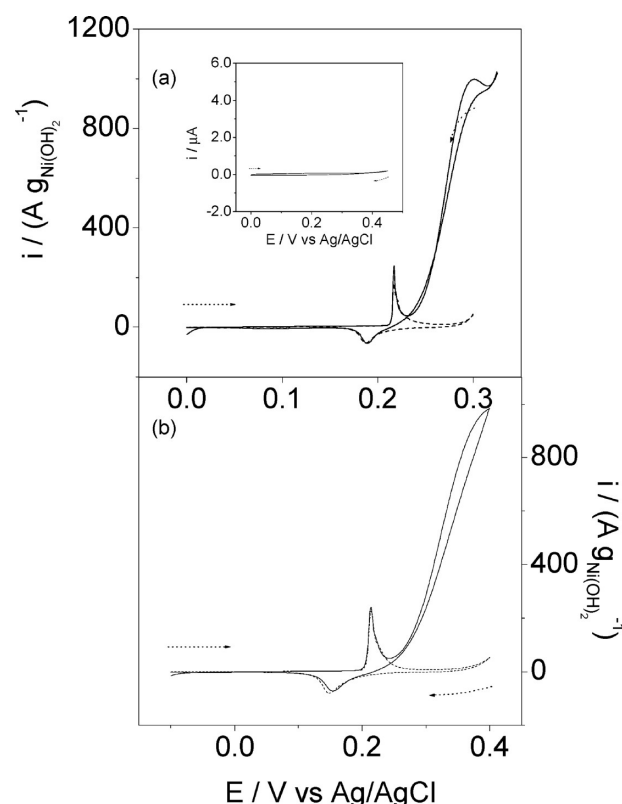 (a)
i / (A g Ni(OH)₂ ⁻¹)
1200
800
400
0
i / μA
6.0
4.0
2.0
0.0
-2.0
0.0 0.2 0.4
E / V vs Ag/AgCl
0.0 0.1 0.2 0.3
(b)
800
400
0
i / (A g Ni(OH)₂ ⁻¹)
0.0 0.2 0.4
E / V vs Ag/AgCl